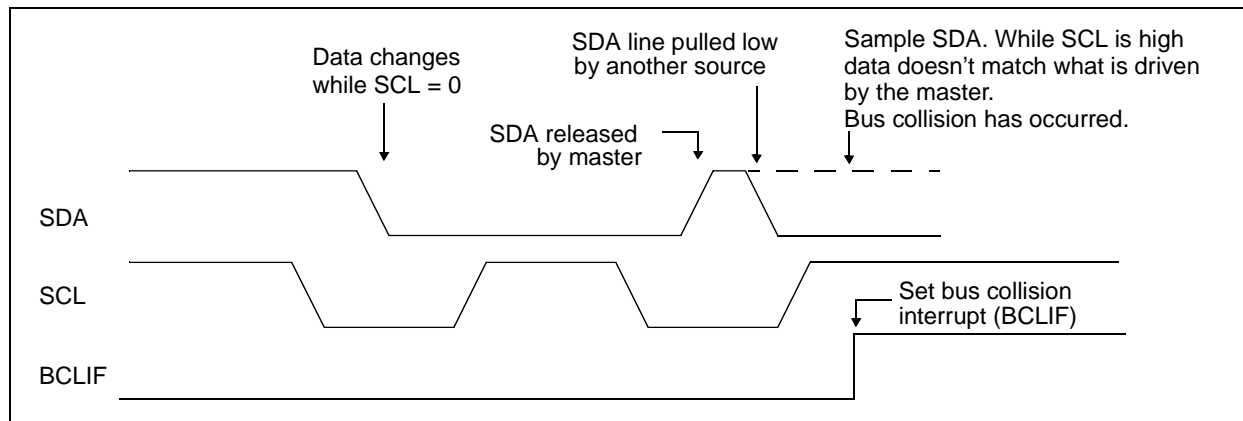 Data changes
while SCL = 0
SDA line pulled low
by another source
Sample SDA. While SCL is high
data doesn't match what is driven
by the master.
Bus collision has occurred.
SDA released
by master
SDA
SCL
Set bus collision
interrupt (BCLIF)
BCLIF